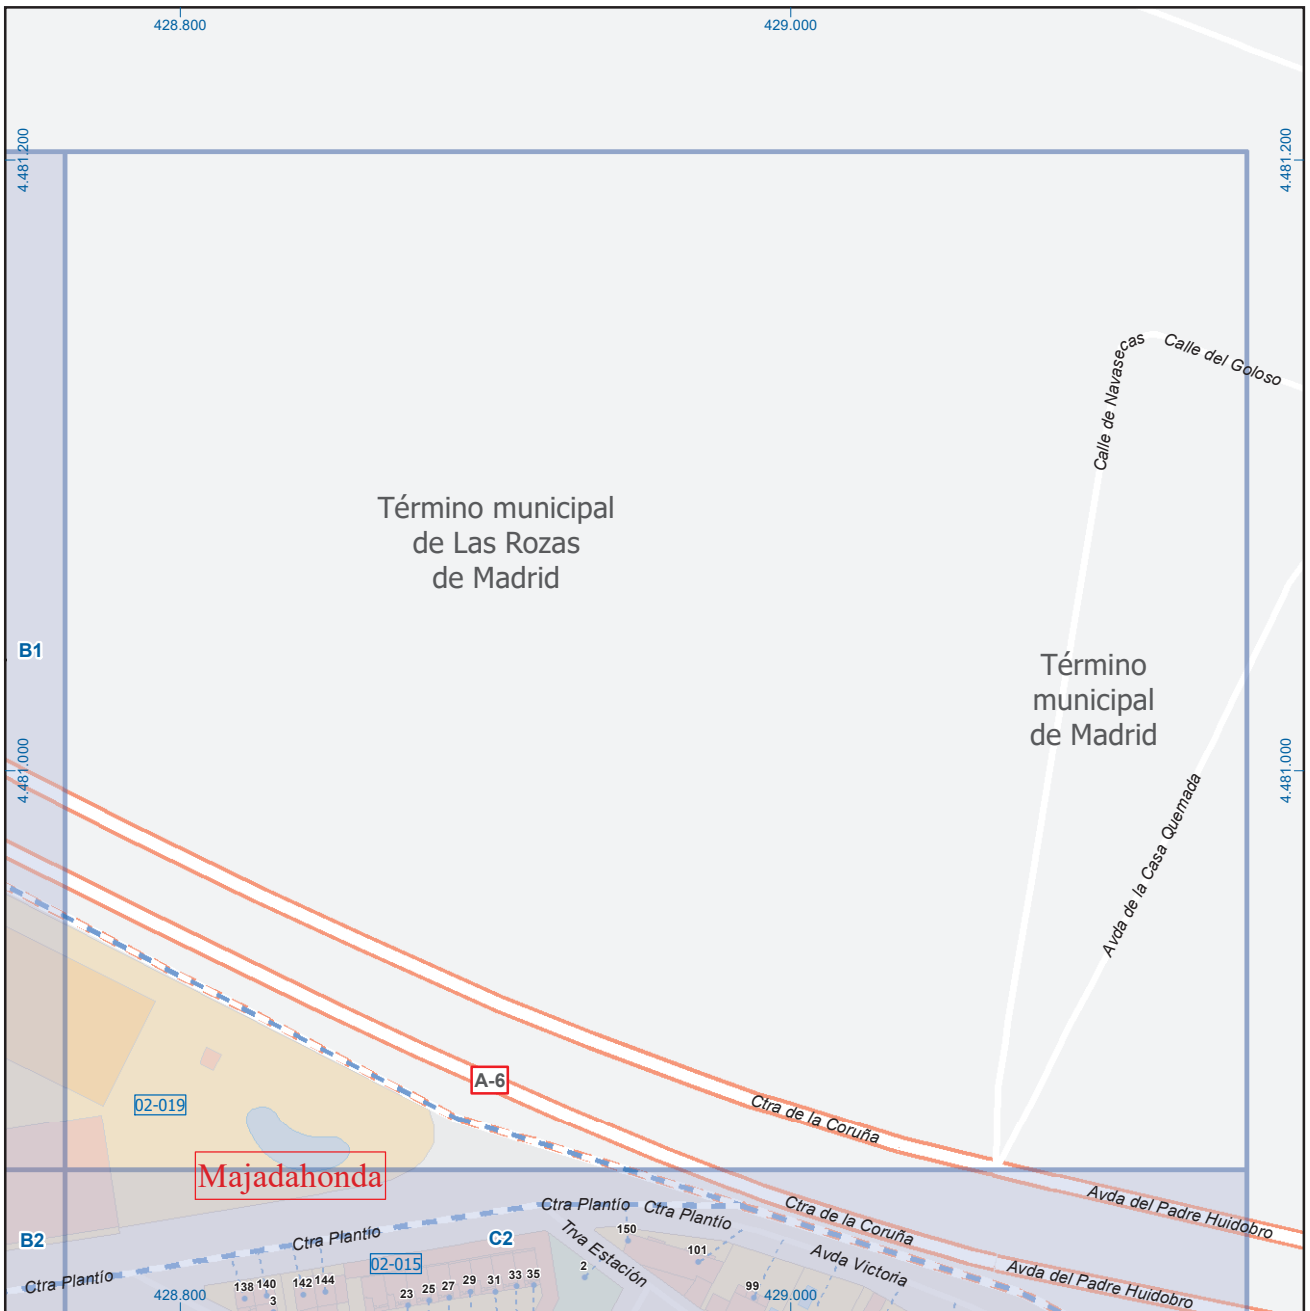 428.800
429.000
4.481.200
4.481.200
Calle de Navasecas
Calle del Goloso
Término municipal
de Las Rozas
de Madrid
B1
Término
municipal
de Madrid
4.481.000
4.481.000
Avda de la Casa Quemada
A-6
02-019
Ctra de la Coruña
Majadahonda
Avda del Padre Huidobro
Ctra Plantío
Ctra Plantío
Ctra de la Coruña
B2
Ctra Plantío
C2
150
Trva Estación
101
Avda Victoria
02-015
Ctra Plantío
2
Avda del Padre Huidobro
138
140
142
144
3
23
25
27
29
31
33
35
99
428.800
429.000